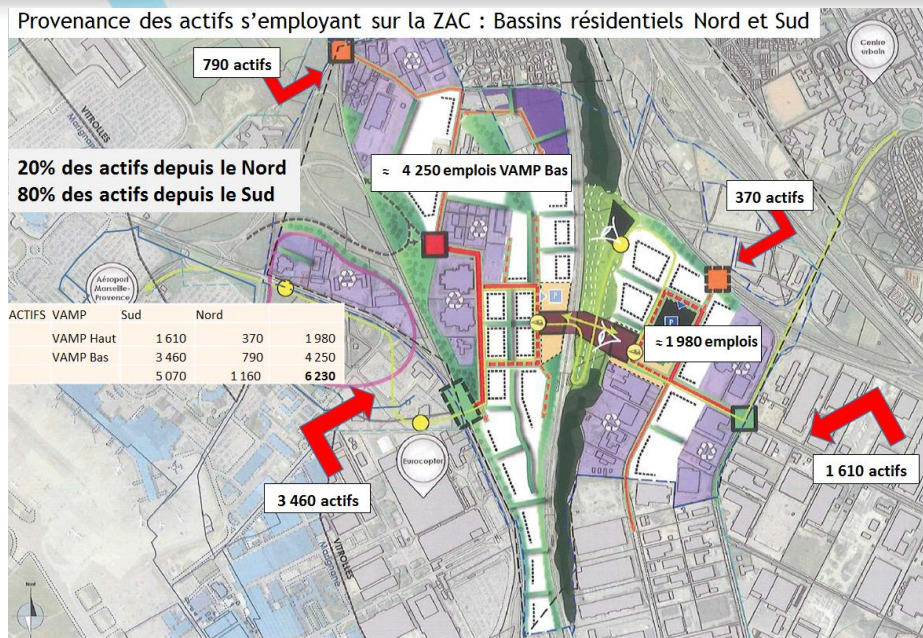 Provenance des actifs s’employant sur la ZAC : Bassins résidentiels Nord et Sud
Centre
urbain
790 actifs
VITROLLES
Marignane
20% des actifs depuis le Nord
80% des actifs depuis le Sud
≈ 4 250 emplois VAMP Bas
370 actifs
Aéroport
Marseille-
Provence
P
P
ACTIFS VAMP Sud Nord
VAMP Haut 1 610 370 1 980
VAMP Bas 3 460 790 4 250
5 070 1 160 6 230
≈ 1 980 emplois
Eurocopter
1 610 actifs
3 460 actifs
VITROLLES
Marignane
Nord